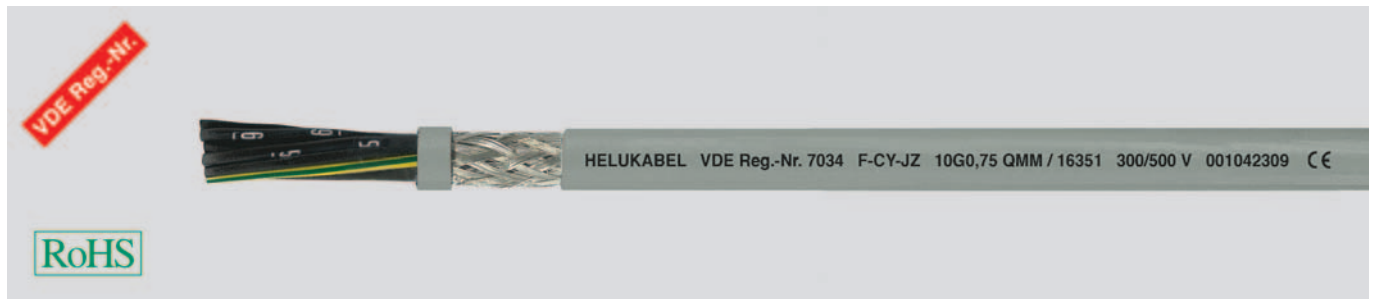 VDE Reg.-Nr.
HELUKABEL VDE Reg.-Nr. 7034 F-CY-JZ 10G0,75 QMM / 16351 300/500 V 001042309 CE
RoHS